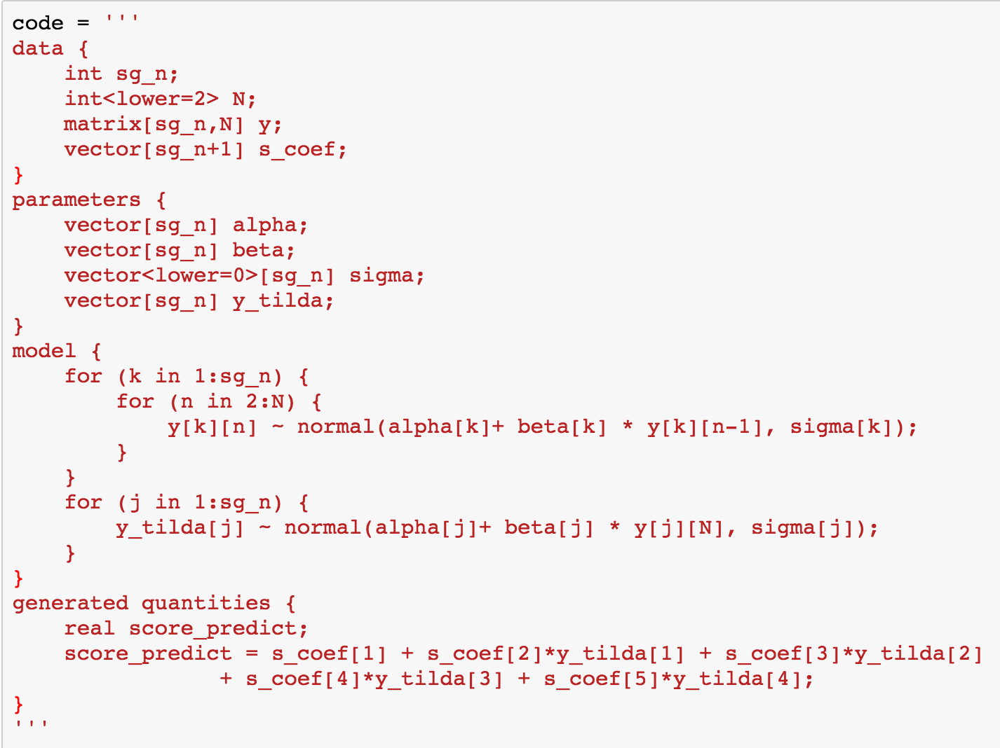 code = '''
data {
    int sg_n;
    int<lower=2> N;
    matrix[sg_n,N] y;
    vector[sg_n+1] s_coef;
}
parameters {
    vector[sg_n] alpha;
    vector[sg_n] beta;
    vector<lower=0>[sg_n] sigma;
    vector[sg_n] y_tilda;
}
model {
    for (k in 1:sg_n) {
        for (n in 2:N) {
            y[k][n] ~ normal(alpha[k]+ beta[k] * y[k][n-1], sigma[k]);
        }
    }
    for (j in 1:sg_n) {
        y_tilda[j] ~ normal(alpha[j]+ beta[j] * y[j][N], sigma[j]);
    }
}
generated quantities {
    real score_predict;
    score_predict = s_coef[1] + s_coef[2]*y_tilda[1] + s_coef[3]*y_tilda[2]
                + s_coef[4]*y_tilda[3] + s_coef[5]*y_tilda[4];
}
'''